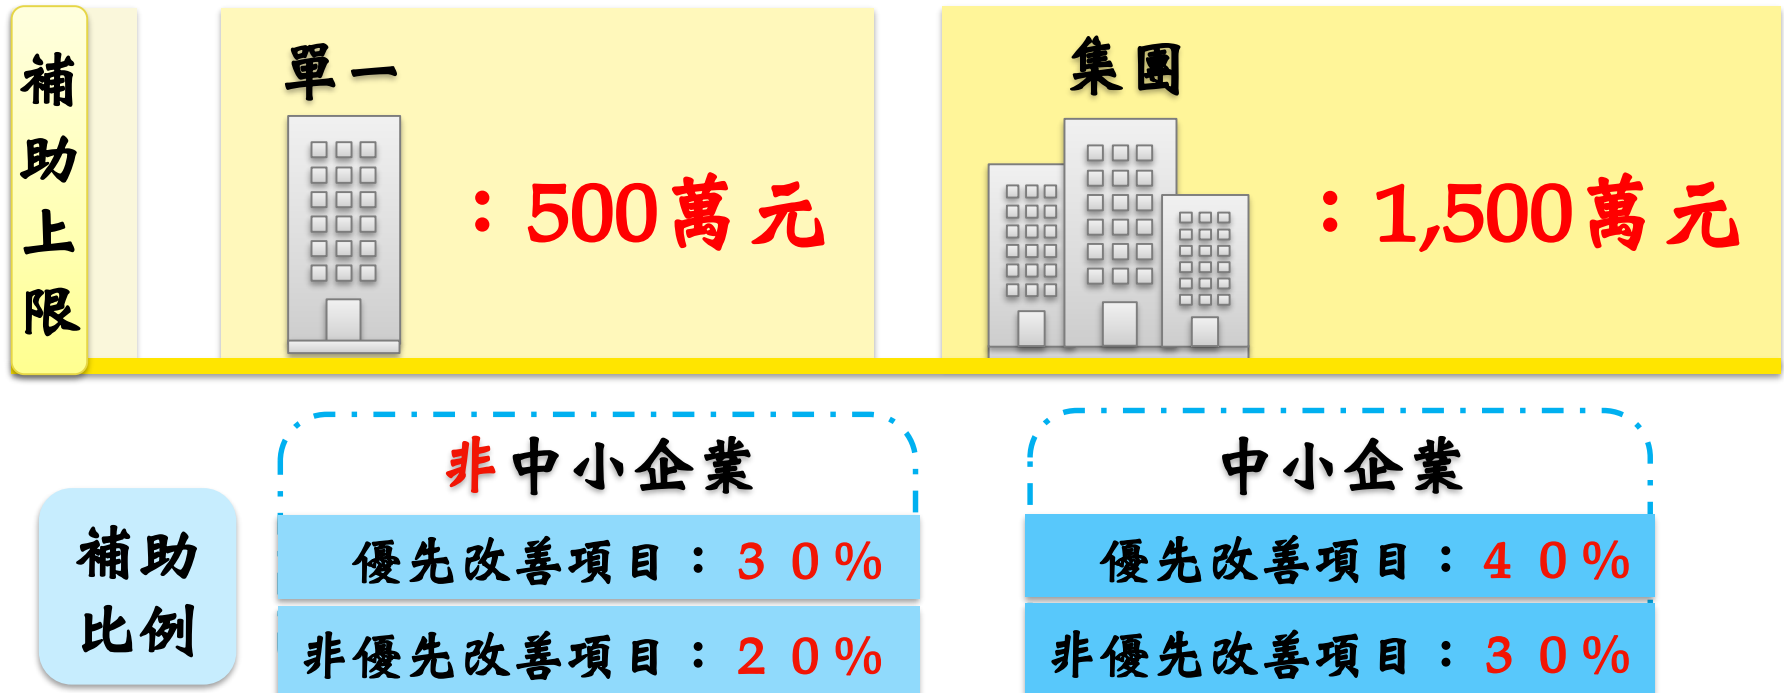 補助上限
單一
：500萬元
集團
：1,500萬元
補助
比例
非中小企業
優先改善項目：30%
非優先改善項目：20%
中小企業
優先改善項目：40%
非優先改善項目：30%